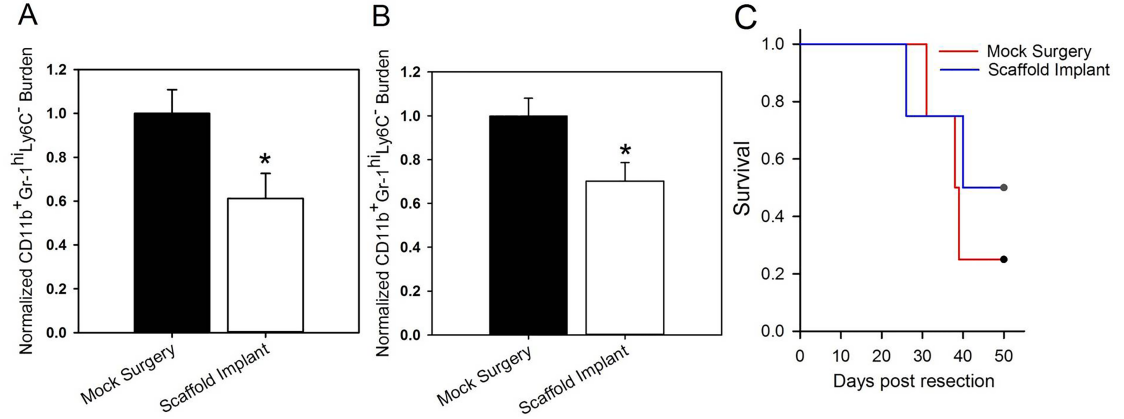 A
Normalized CD11b+Gr-1hiLy6C- Burden
1.2
1.0
0.8
0.6
0.4
0.2
0.0
*
Mock Surgery
Scaffold Implant
B
Normalized CD11b+Gr-1hiLy6C- Burden
1.2
1.0
0.8
0.6
0.4
0.2
0.0
*
Mock Surgery
Scaffold Implant
C
Survival
1.0
0.8
0.6
0.4
0.2
0.0
Mock Surgery
Scaffold Implant
0 10 20 30 40 50
Days post resection